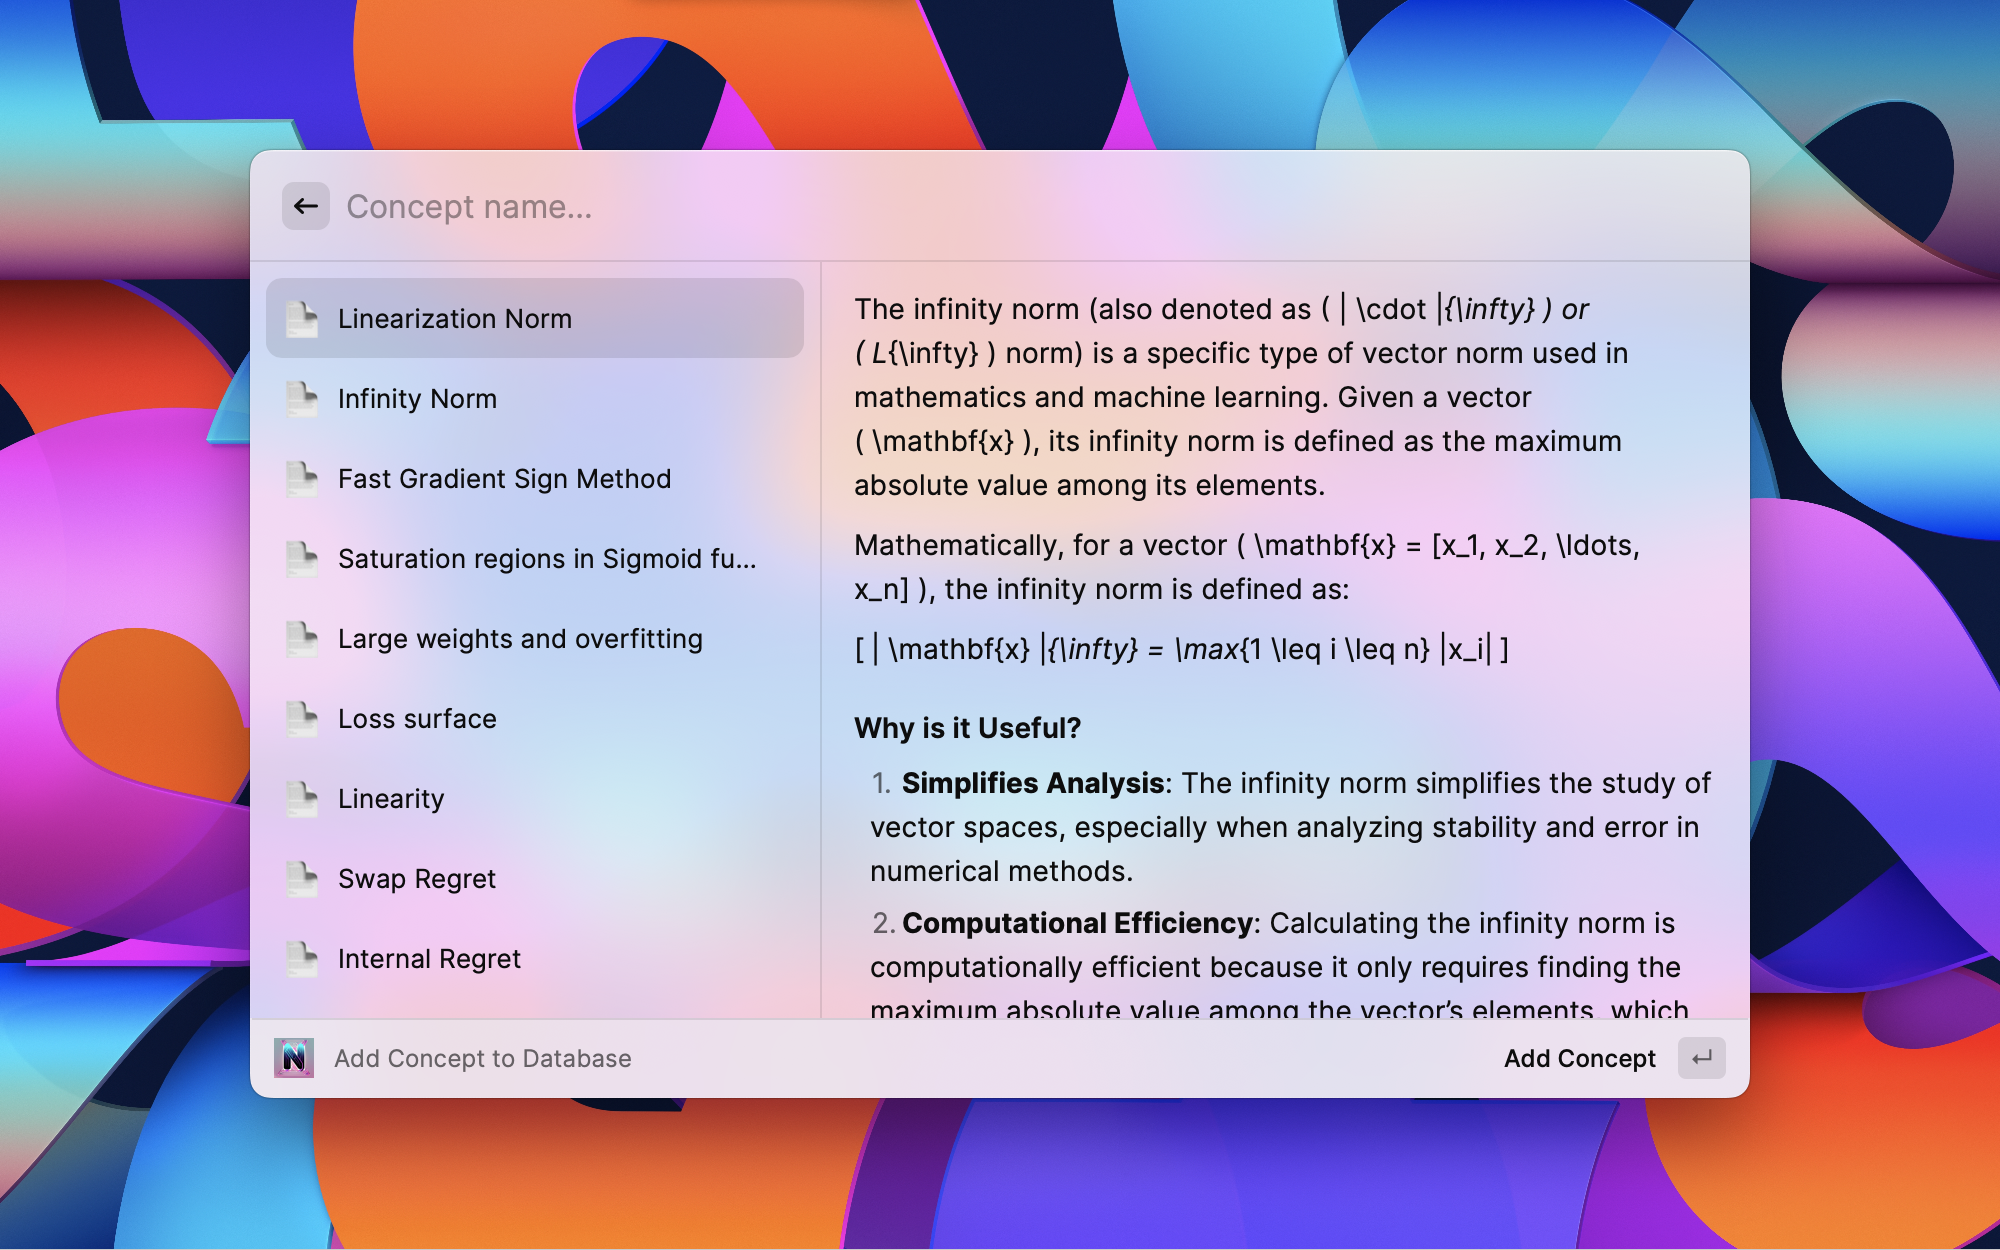 Concept name...
Linearization Norm
Infinity Norm
Fast Gradient Sign Method
Saturation regions in Sigmoid fu...
Large weights and overfitting
Loss surface
Linearity
Swap Regret
Internal Regret
The infinity norm (also denoted as ( | \cdot |{\infty} ) or
( L{\infty} ) norm) is a specific type of vector norm used in
mathematics and machine learning. Given a vector
( \mathbf{x} ), its infinity norm is defined as the maximum
absolute value among its elements.
Mathematically, for a vector ( \mathbf{x} = [x_1, x_2, \ldots,
x_n] ), the infinity norm is defined as:
[ | \mathbf{x} |{\infty} = \max{1 \leq i \leq n} |x_i| ]
Why is it Useful?
1. Simplifies Analysis: The infinity norm simplifies the study of
vector spaces, especially when analyzing stability and error in
numerical methods.
2. Computational Efficiency: Calculating the infinity norm is
computationally efficient because it only requires finding the
maximum absolute value among the vector’s elements, which
N
Add Concept to Database
Add Concept